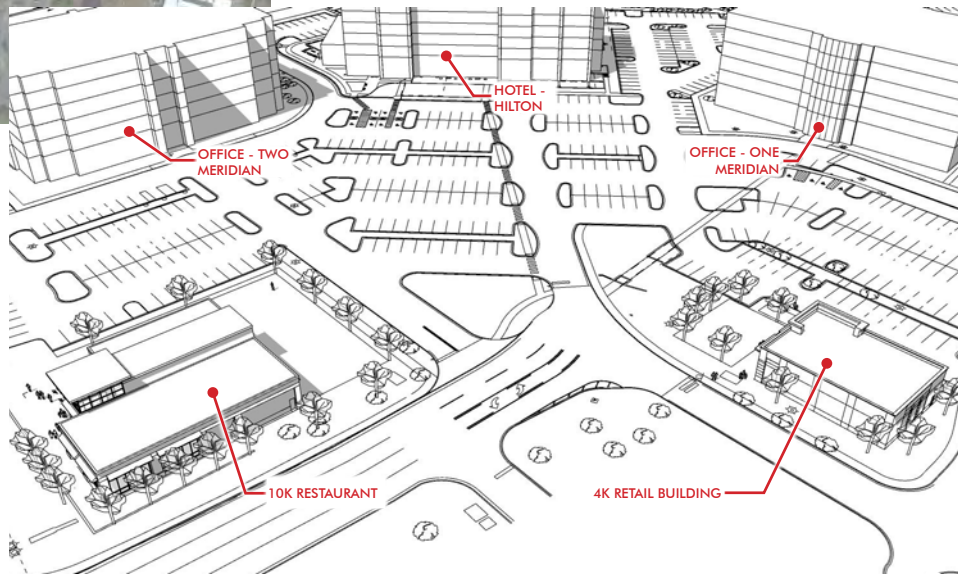 HOTEL -
HILTON
OFFICE - TWO
MERIDIAN
OFFICE - ONE
MERIDIAN
10K RESTAURANT
4K RETAIL BUILDING